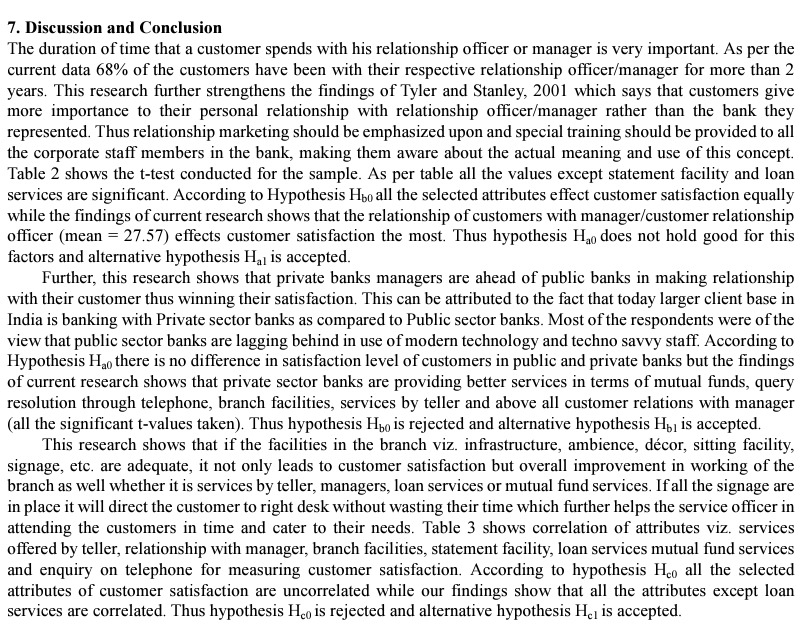 7. Discussion and Conclusion
The duration of time that a customer spends with his relationship officer or manager is very important. As per the
current data 68% of the customers have been with their respective relationship officer/manager for more than 2
years. This research further strengthens the findings of Tyler and Stanley, 2001 which says that customers give
more importance to their personal relationship with relationship officer/manager rather than the bank they
represented. Thus relationship marketing should be emphasized upon and special training should be provided to all
the corporate staff members in the bank, making them aware about the actual meaning and use of this concept.
Table 2 shows the t-test conducted for the sample. As per table all the values except statement facility and loan
services are significant. According to Hypothesis Hb0 all the selected attributes effect customer satisfaction equally
while the findings of current research shows that the relationship of customers with manager/customer relationship
officer (mean = 27.57) effects customer satisfaction the most. Thus hypothesis Ha0 does not hold good for this
factors and alternative hypothesis Ha1 is accepted.
Further, this research shows that private banks managers are ahead of public banks in making relationship
with their customer thus winning their satisfaction. This can be attributed to the fact that today larger client base in
India is banking with Private sector banks as compared to Public sector banks. Most of the respondents were of the
view that public sector banks are lagging behind in use of modern technology and techno savvy staff. According to
Hypothesis Ha0 there is no difference in satisfaction level of customers in public and private banks but the findings
of current research shows that private sector banks are providing better services in terms of mutual funds, query
resolution through telephone, branch facilities, services by teller and above all customer relations with manager
(all the significant t-values taken). Thus hypothesis Hb0 is rejected and alternative hypothesis Hb1 is accepted.
This research shows that if the facilities in the branch viz. infrastructure, ambience, décor, sitting facility,
signage, etc. are adequate, it not only leads to customer satisfaction but overall improvement in working of the
branch as well whether it is services by teller, managers, loan services or mutual fund services. If all the signage are
in place it will direct the customer to right desk without wasting their time which further helps the service officer in
attending the customers in time and cater to their needs. Table 3 shows correlation of attributes viz. services
offered by teller, relationship with manager, branch facilities, statement facility, loan services mutual fund services
and enquiry on telephone for measuring customer satisfaction. According to hypothesis Hc0 all the selected
attributes of customer satisfaction are uncorrelated while our findings show that all the attributes except loan
services are correlated. Thus hypothesis Hc0 is rejected and alternative hypothesis Hc1 is accepted.